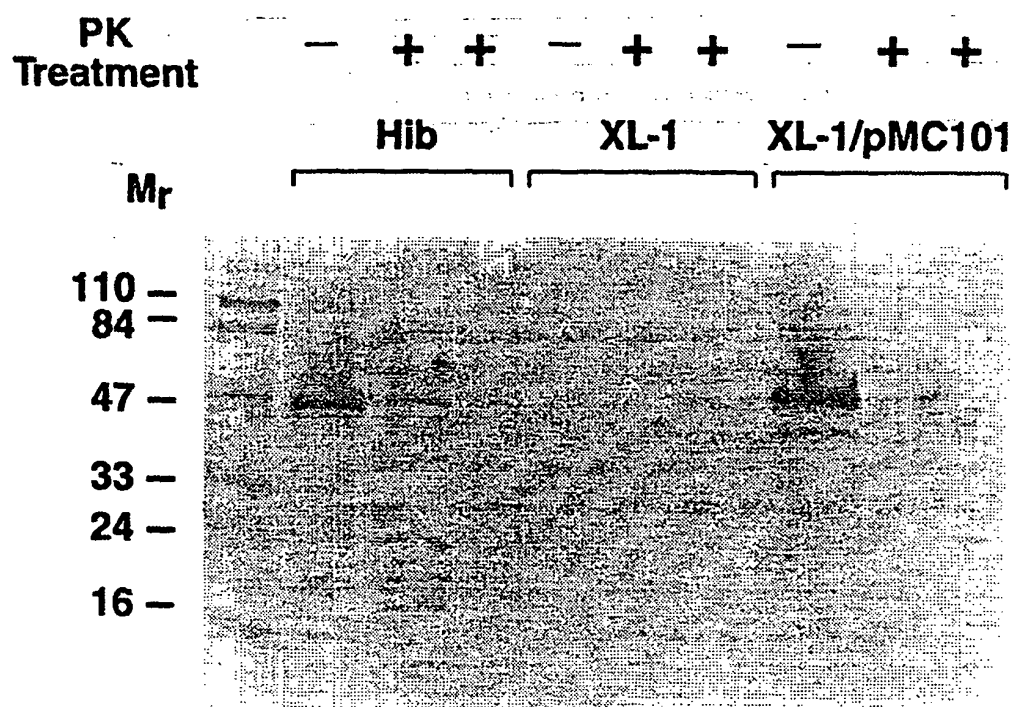 PK
Treatment − + + − + + − + +
Hib XL-1 XL-1/pMC101
Mr
110 –
84 –
47 –
33 –
24 –
16 –